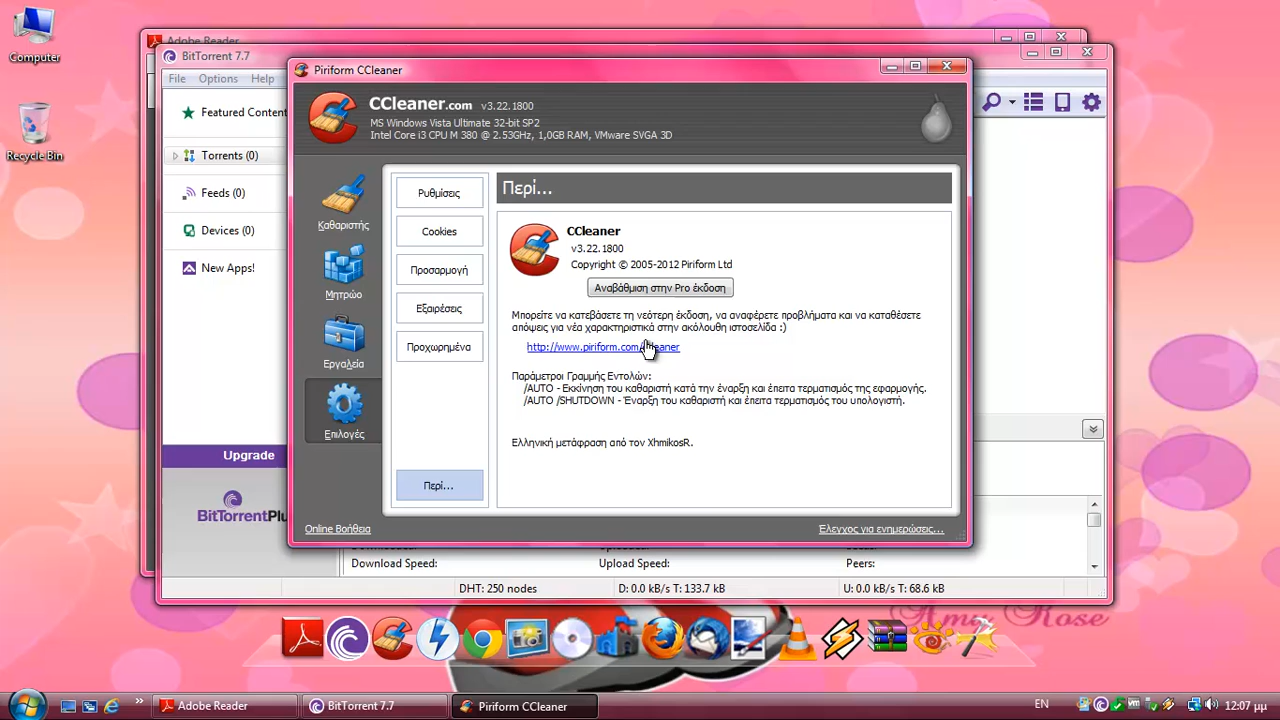 Computer
Recycle Bin
Adobe Reader
BitTorrent 7.7
File Options Help
Featured Conten
Torrents (0)
Feeds (0)
Devices (0)
New Apps!
Upgrade
BitTorrentPlu
Piriform CCleaner
CCleaner.com v3.22.1800
MS Windows Vista Ultimate 32-bit SP2
Intel Core i3 CPU M 380 @ 2.53GHz, 1,0GB RAM, VMware SVGA 3D
Καθαριστής
Μητρώο
Εργαλεία
Επιλογές
Ρυθμίσεις
Cookies
Προσαρμογή
Εξαιρέσεις
Προχωρημένα
Περί...
Περί...
CCleaner
v3.22.1800
Copyright © 2005-2012 Piriform Ltd
Αναβάθμιση στην Pro έκδοση
Μπορείτε να κατεβάσετε τη νεότερη έκδοση, να αναφέρετε προβλήματα και να καταθέσετε
απόψεις για νέα χαρακτηριστικά στην ακόλουθη ιστοσελίδα :)
Παράμετροι Γραμμής Εντολών:
/AUTO - Εκκίνηση του καθαριστή κατά την έναρξη και έπειτα τερματισμός της εφαρμογής.
/AUTO /SHUTDOWN - Έναρξη του καθαριστή και έπειτα τερματισμός του υπολογιστή.
Ελληνική μετάφραση από τον XhmikosR.
Online Βοήθεια
Έλεγχος για ενημερώσεις...
Download Speed: Upload Speed: Peers:
DHT: 250 nodes D: 0.0 kB/s T: 133.7 kB U: 0.0 kB/s T: 68.6 kB
Amy Rose
Adobe Reader
BitTorrent 7.7
Piriform CCleaner
EN
12:07 μμ